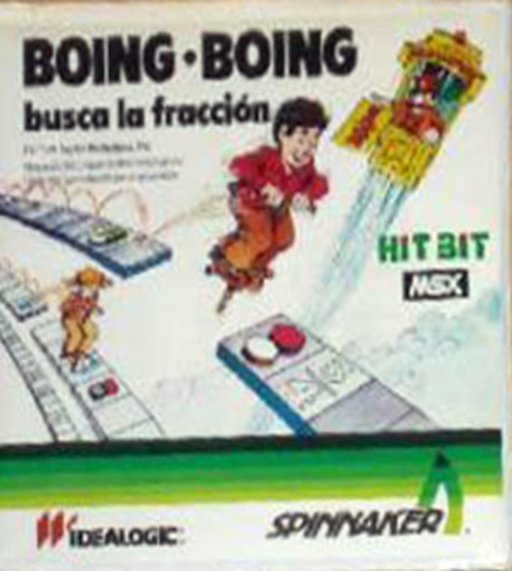 BOING•BOING
busca la fracción
HIT BIT
MSX
IDEALOGIC
SPINNAKER